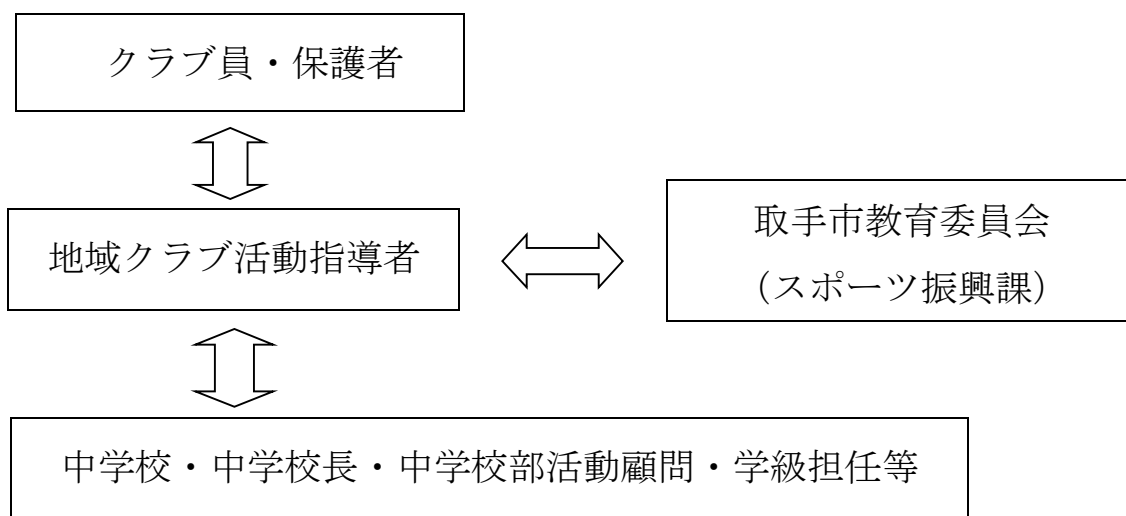 クラブ員・保護者
地域クラブ活動指導者
取手市教育委員会
(スポーツ振興課)
中学校・中学校長・中学校部活動顧問・学級担任等